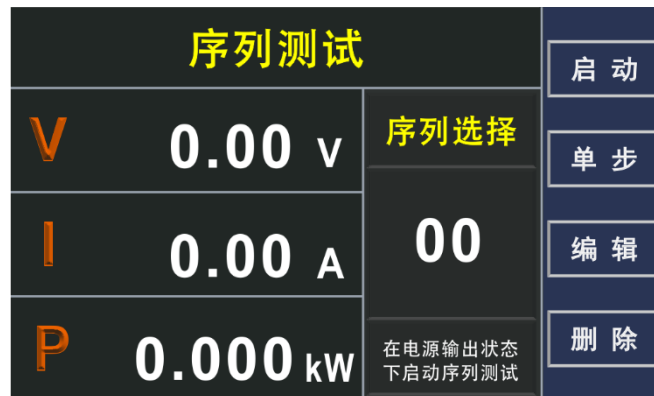 序列测试
V 0.00 V
I 0.00 A
P 0.000 kW
序列选择
00
在电源输出状态
下启动序列测试
启 动
单 步
编 辑
删 除